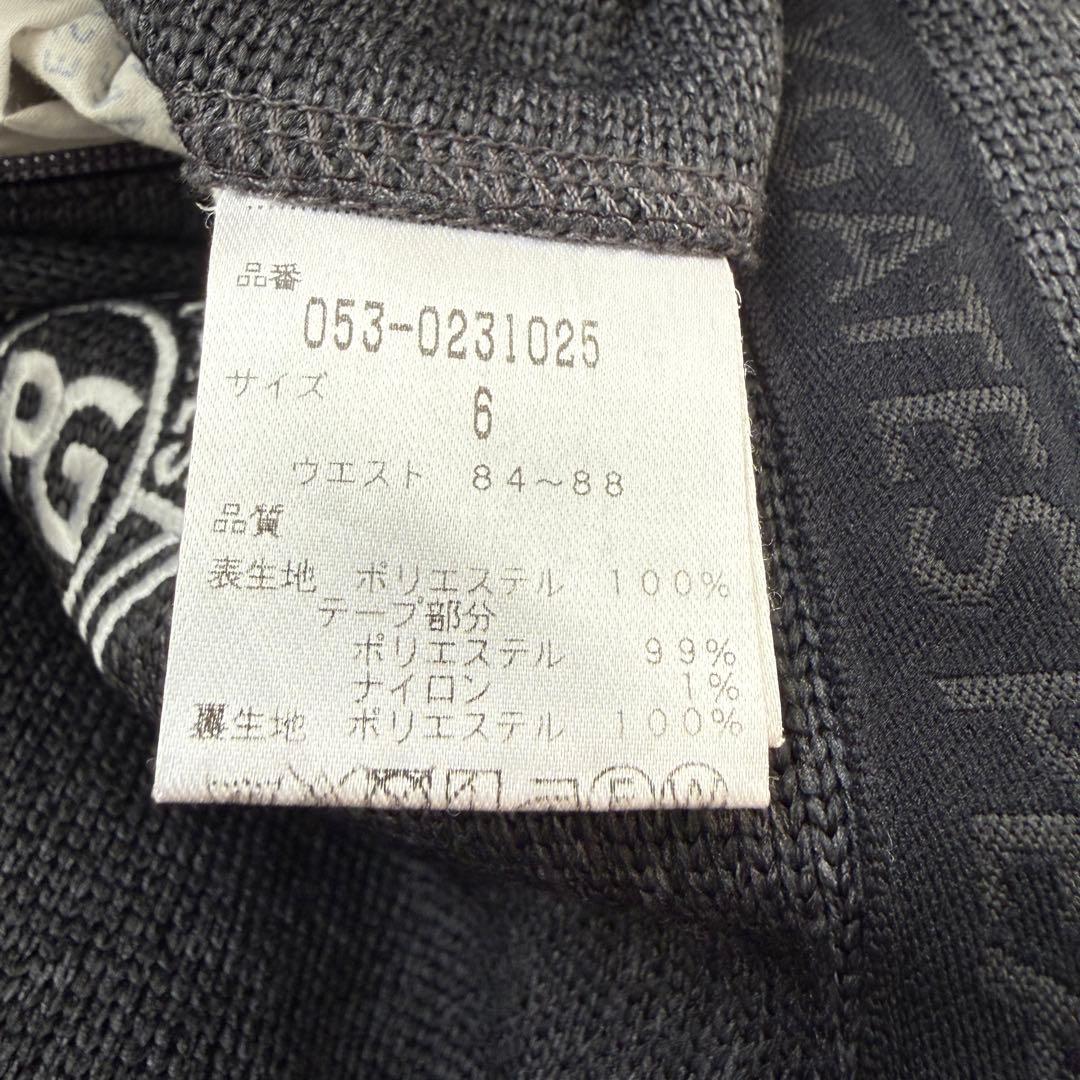 品番
053-0231025
サイズ
6
ウエスト 84～88
品質
表生地 ポリエステル 100%
テープ部分
ポリエステル 99%
ナイロン 1%
裏生地 ポリエステル 100%
GATES
G